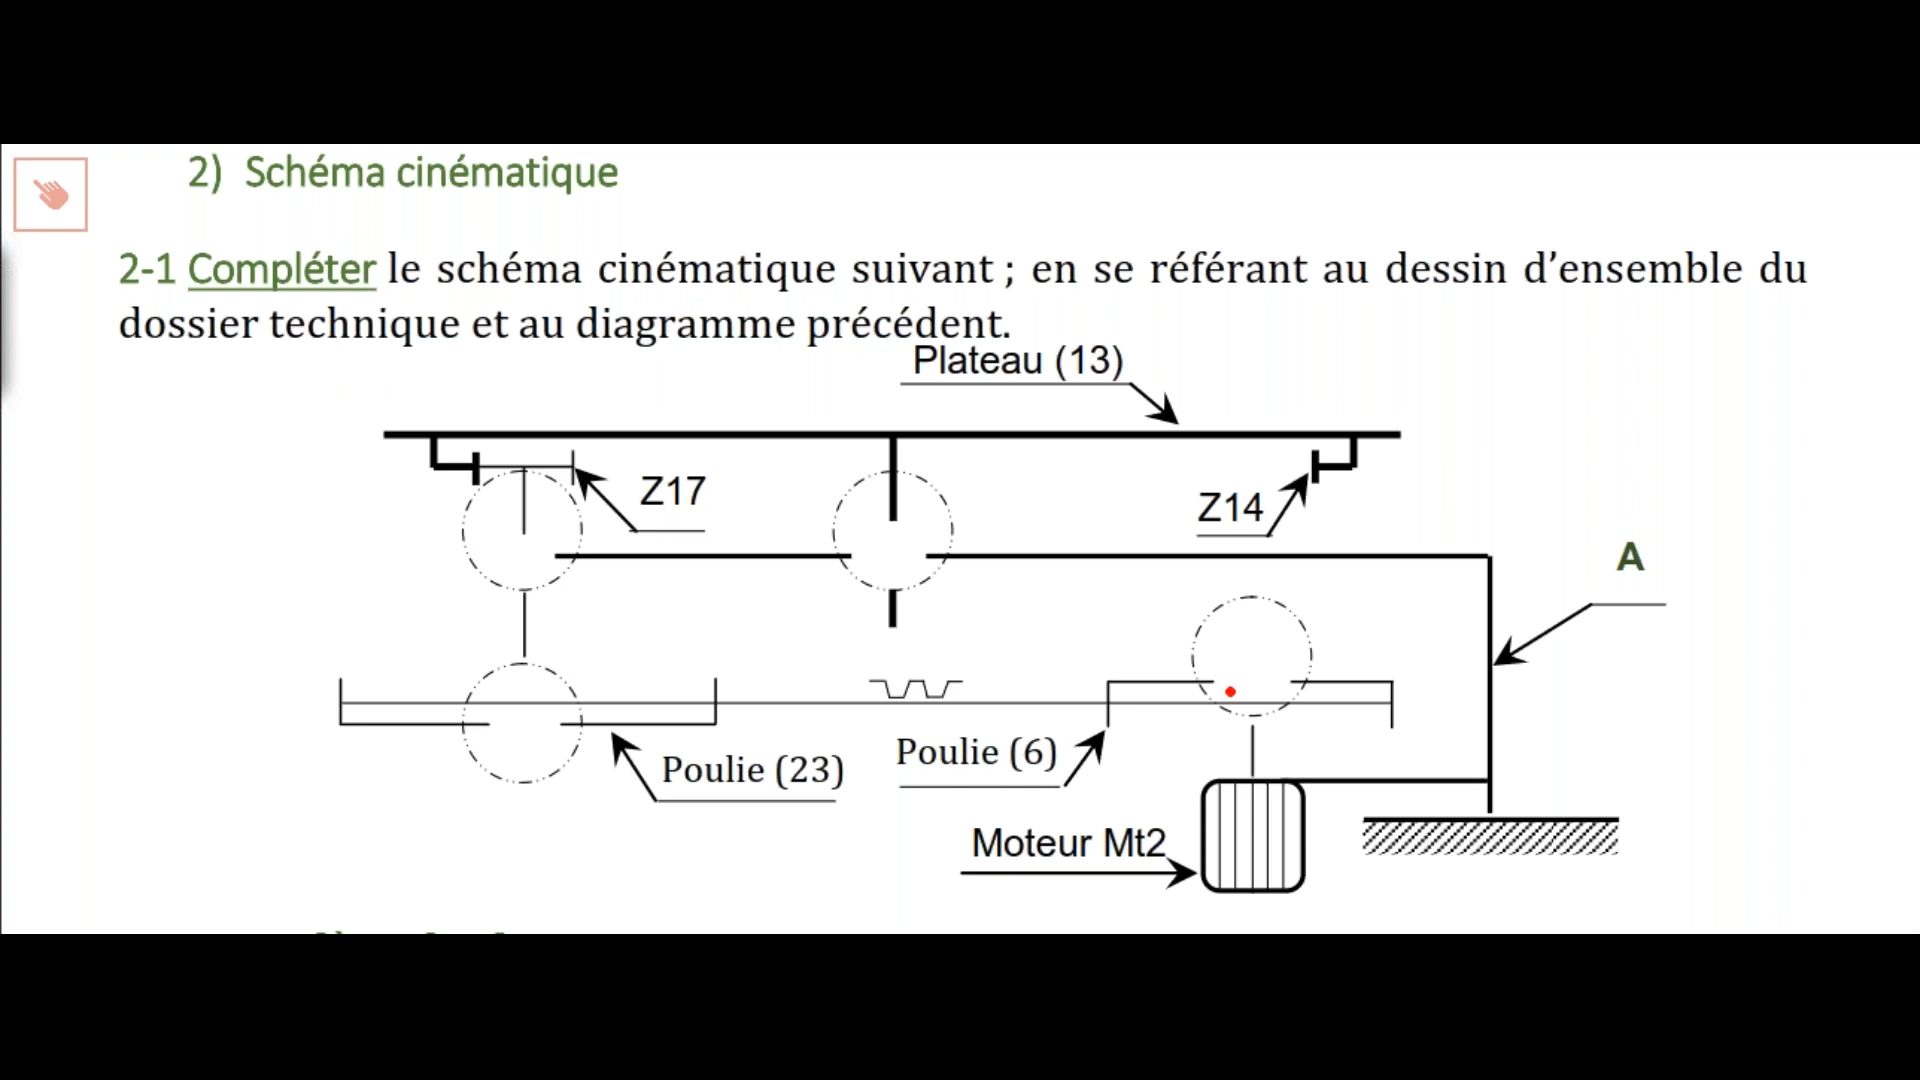 2) Schéma cinématique
2-1 Compléter le schéma cinématique suivant ; en se référant au dessin d’ensemble du
dossier technique et au diagramme précédent.
Plateau (13)
Z17
Z14
A
Poulie (23)
Poulie (6)
Moteur Mt2